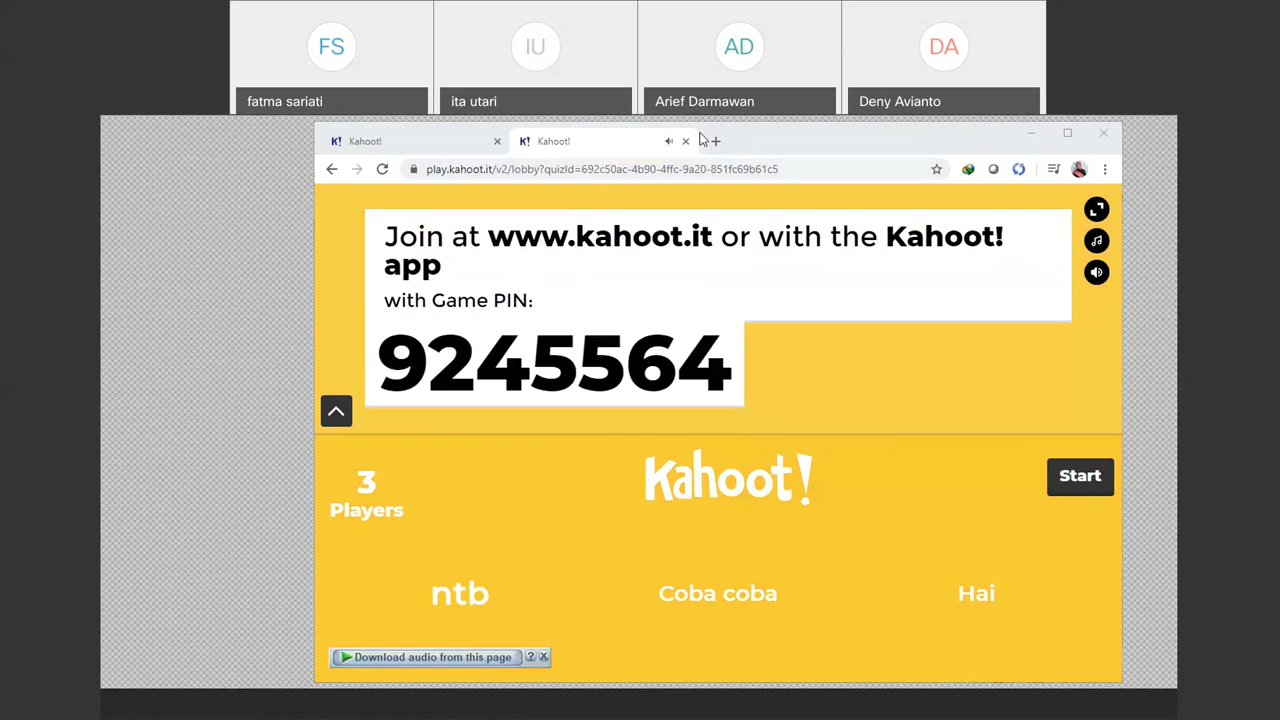 FS
IU
AD
DA
fatma sariati
ita utari
Arief Darmawan
Deny Avianto
K! Kahoot!
K! Kahoot!
play.kahoot.it/v2/lobby?quizId=692c50ac-4b90-4ffc-9a20-851fc69b61c5
Join at www.kahoot.it or with the Kahoot!
app
with Game PIN:
9245564
3
Players
Kahoot!
Start
ntb
Coba coba
Hai
Download audio from this page ? X